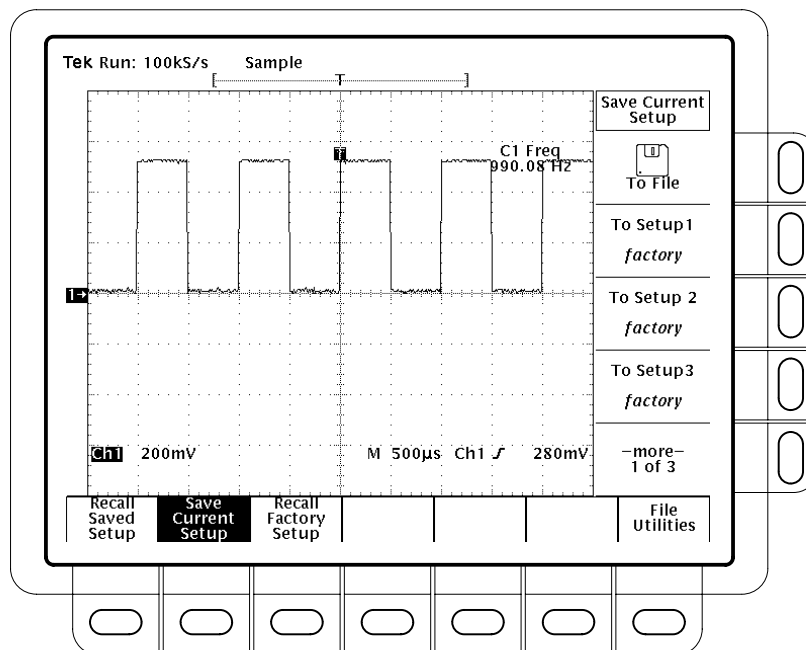 Tek Run: 100kS/s Sample
[ T ]
T
C1 Freq
990.08 Hz
1→
Ch1 200mV M 500µs Ch1 280mV
Save Current
Setup
To File
To Setup1
factory
To Setup 2
factory
To Setup3
factory
–more–
1 of 3
Recall
Saved
Setup
Save
Current
Setup
Recall
Factory
Setup
File
Utilities